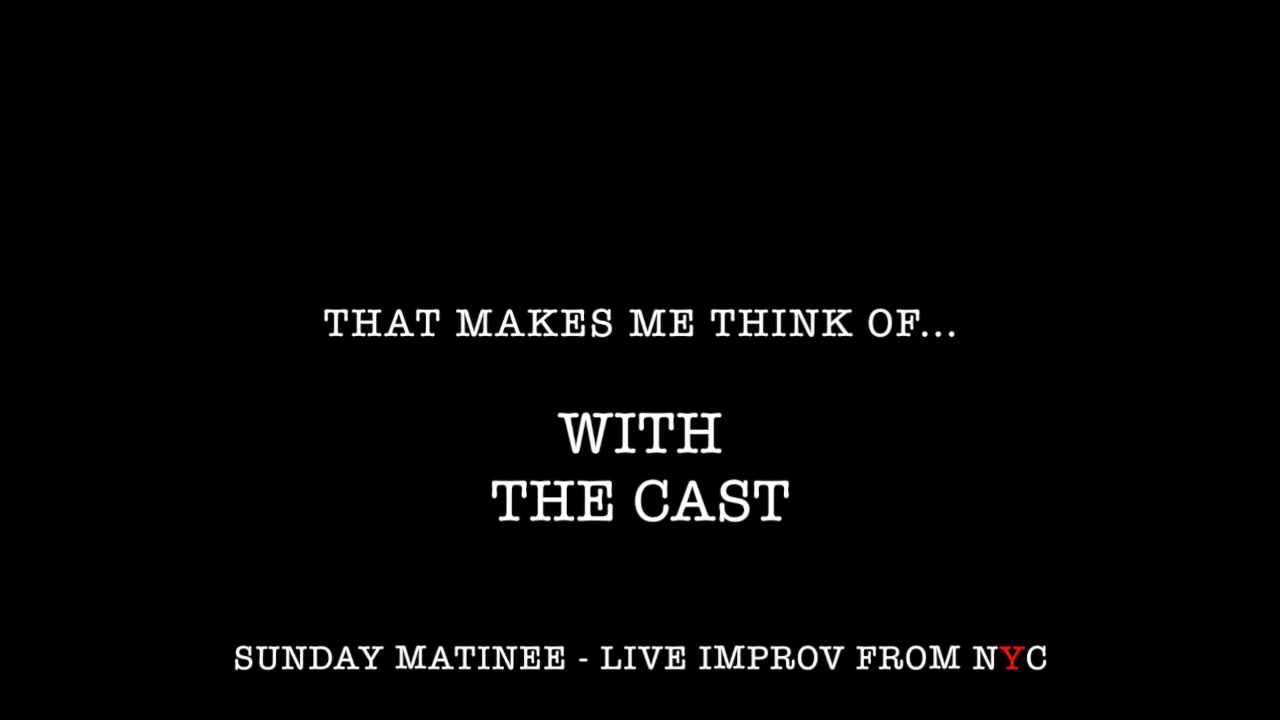 THAT MAKES ME THINK OF...
WITH
THE CAST
SUNDAY MATINEE - LIVE IMPROV FROM NYC